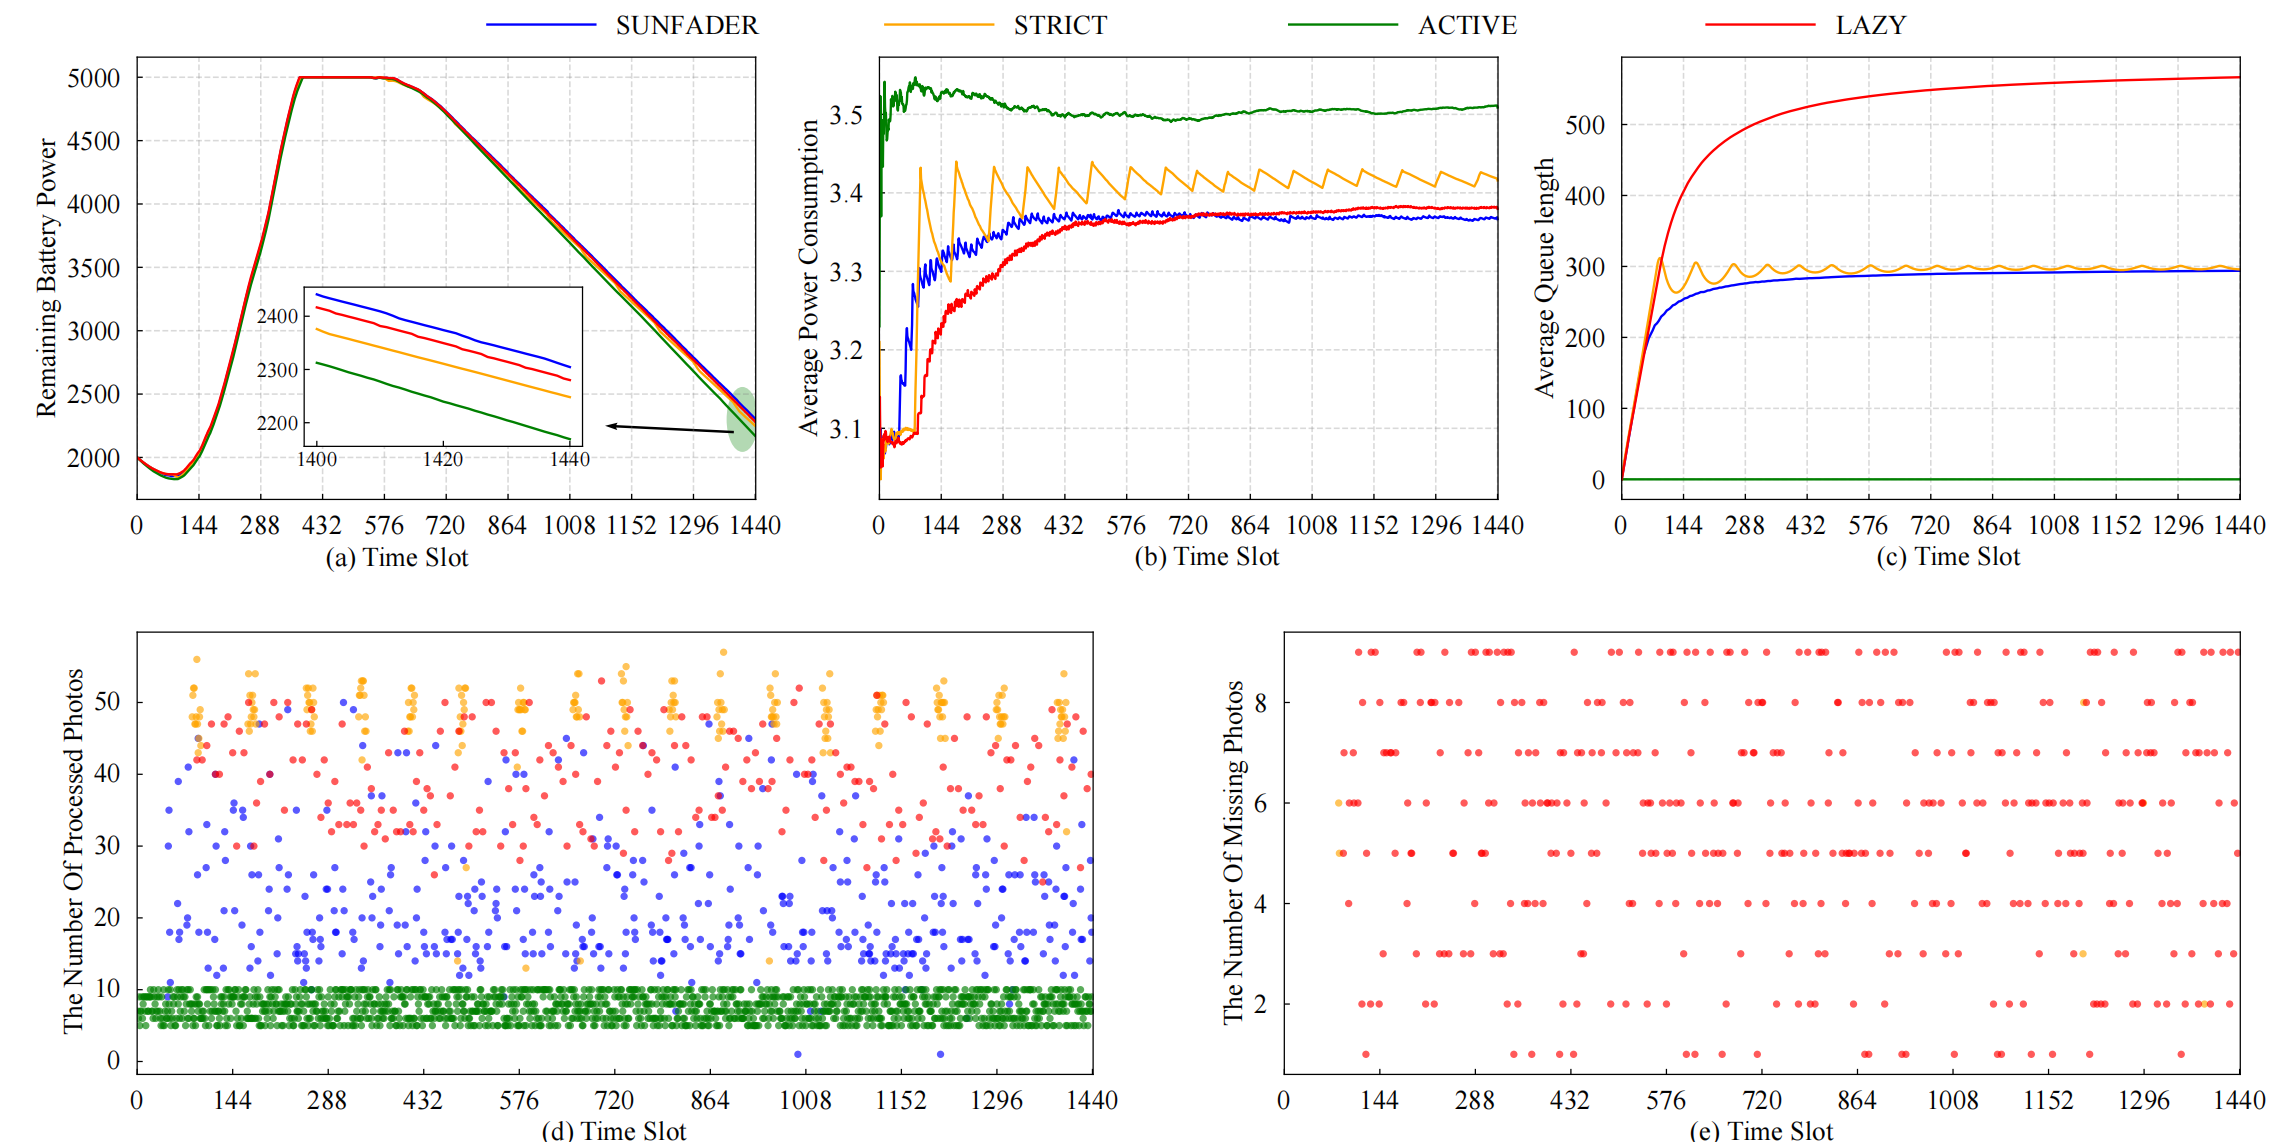 SUNFADER STRICT ACTIVE LAZY
Remaining Battery Power
5000
4500
4000
3500
3000
2500
2000
2400
2300
2200
1400 1420 1440
0 144 288 432 576 720 864 1008 1152 1296 1440
(a) Time Slot
Average Power Consumption
3.5
3.4
3.3
3.2
3.1
0 144 288 432 576 720 864 1008 1152 1296 1440
(b) Time Slot
Average Queue length
500
400
300
200
100
0
0 144 288 432 576 720 864 1008 1152 1296 1440
(c) Time Slot
The Number Of Processed Photos
50
40
30
20
10
0
0 144 288 432 576 720 864 1008 1152 1296 1440
(d) Time Slot
The Number Of Missing Photos
8
6
4
2
0 144 288 432 576 720 864 1008 1152 1296 1440
(e) Time Slot